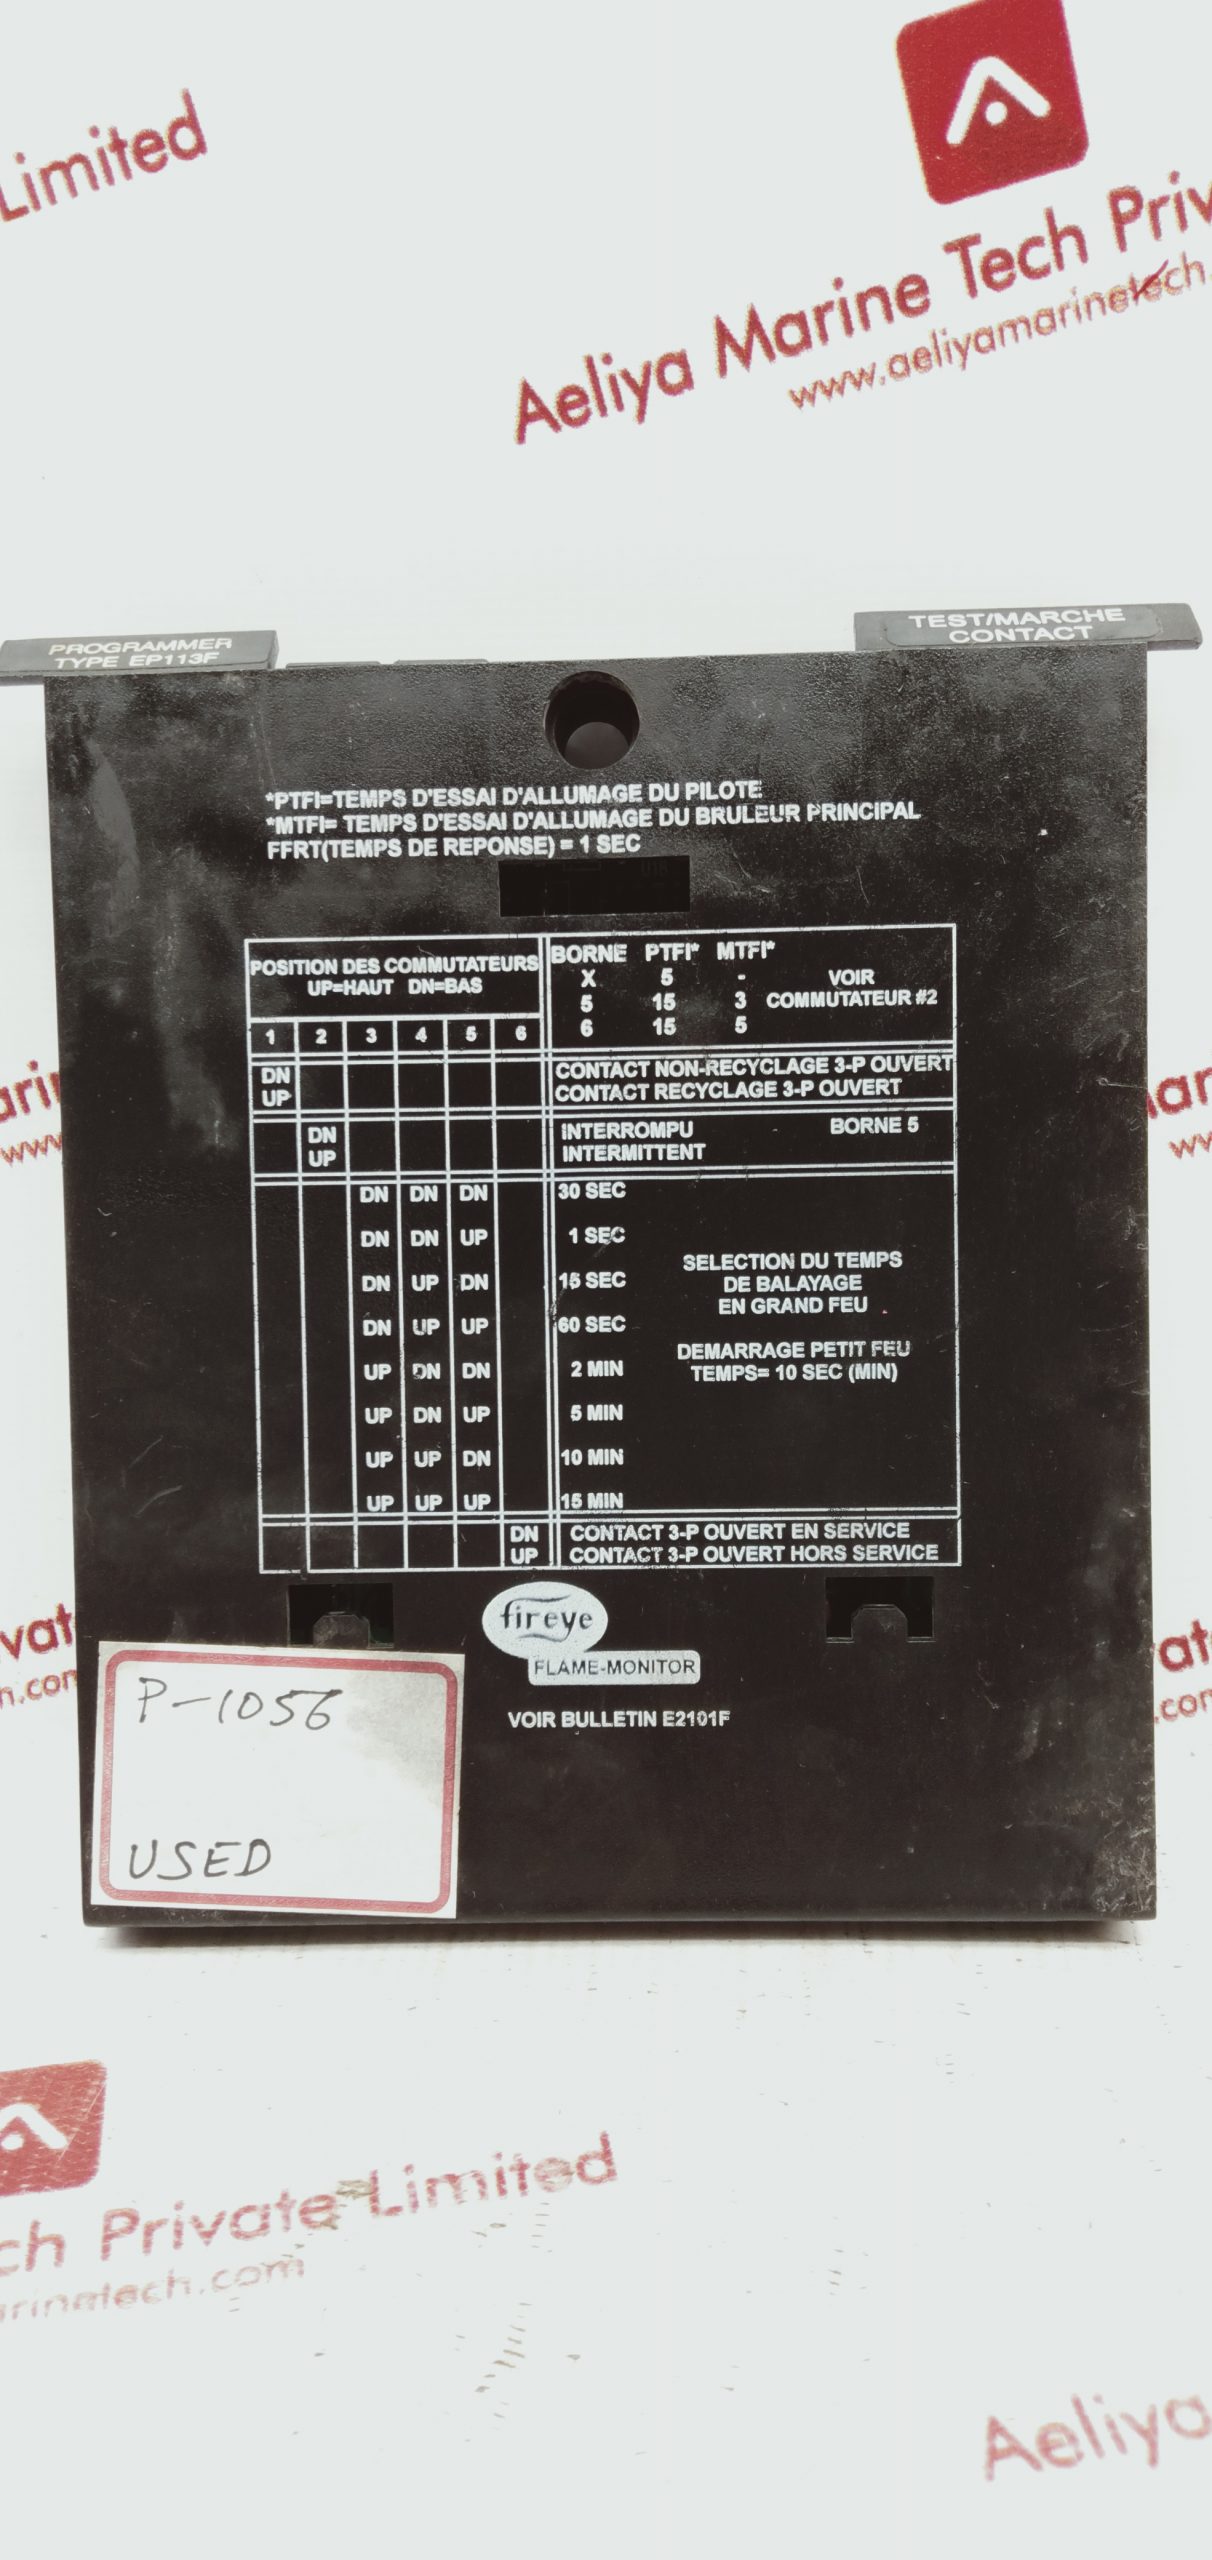 Limited
Aeliya Marine Tech Priv
www.aeliyamarinetech.
PROGRAMMER
TYPE EP113F
TEST/MARCHE
CONTACT
*PTFI=TEMPS D'ESSAI D'ALLUMAGE DU PILOTE
*MTFI= TEMPS D'ESSAI D'ALLUMAGE DU BRULEUR PRINCIPAL
FFRT(TEMPS DE REPONSE) = 1 SEC
POSITION DES COMMUTATEURS
UP=HAUT DN=BAS
BORNE PTFI* MTFI*
X 5 - VOIR
5 15 3 COMMUTATEUR #2
6 15 5
1 2 3 4 5 6
DN CONTACT NON-RECYCLAGE 3-P OUVERT
UP CONTACT RECYCLAGE 3-P OUVERT
DN INTERROMPU BORNE 5
UP INTERMITTENT
DN DN DN 30 SEC
DN DN UP 1 SEC
DN UP DN 15 SEC
DN UP UP 60 SEC
UP DN DN 2 MIN
UP DN UP 5 MIN
UP UP DN 10 MIN
UP UP UP 15 MIN
SELECTION DU TEMPS
DE BALAYAGE
EN GRAND FEU
DEMARRAGE PETIT FEU
TEMPS= 10 SEC (MIN)
DN CONTACT 3-P OUVERT EN SERVICE
UP CONTACT 3-P OUVERT HORS SERVICE
fireye
FLAME-MONITOR
VOIR BULLETIN E2101F
P-1056
USED
ch Private Limited
arinetech.com
Aeliya